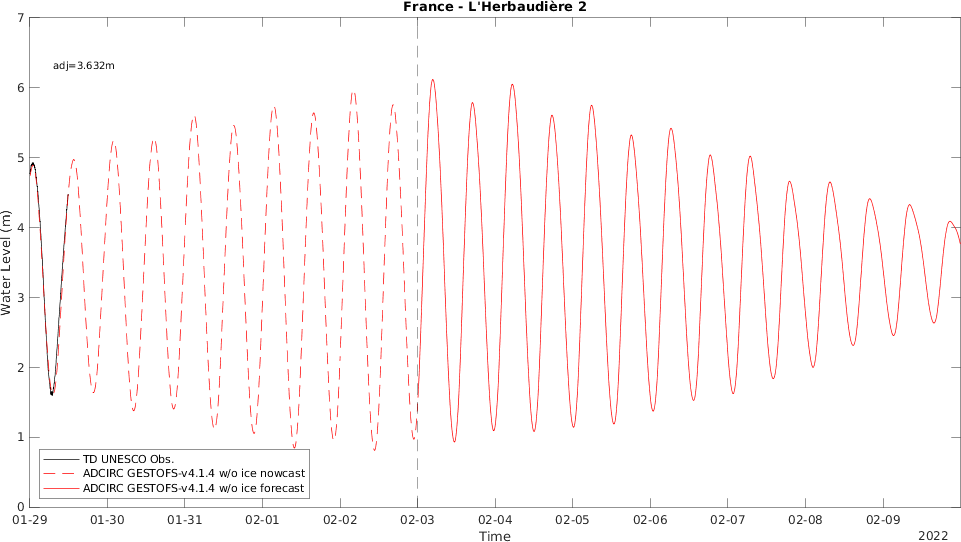 France - L'Herbaudière 2
adj=3.632m
7
6
5
4
3
2
1
0
Water Level (m)
TD UNESCO Obs.
ADCIRC GESTOFS-v4.1.4 w/o ice nowcast
ADCIRC GESTOFS-v4.1.4 w/o ice forecast
01-29 01-30 01-31 02-01 02-02 02-03 02-04 02-05 02-06 02-07 02-08 02-09
Time
2022